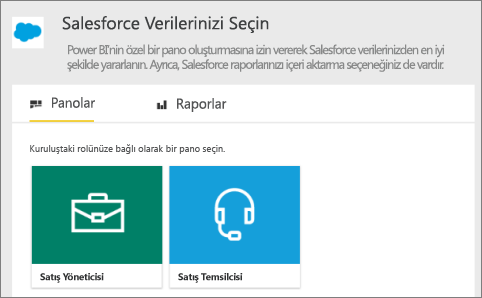 Salesforce Verilerinizi Seçin
Power BI'nin özel bir pano oluşturmasına izin vererek Salesforce verilerinizden en iyi
şekilde yararlanın. Ayrıca, Salesforce raporlarınızı içeri aktarma seçeneğiniz de vardır.
Panolar
Raporlar
Kuruluştaki rolünüze bağlı olarak bir pano seçin.
Satış Yöneticisi
Satış Temsilcisi